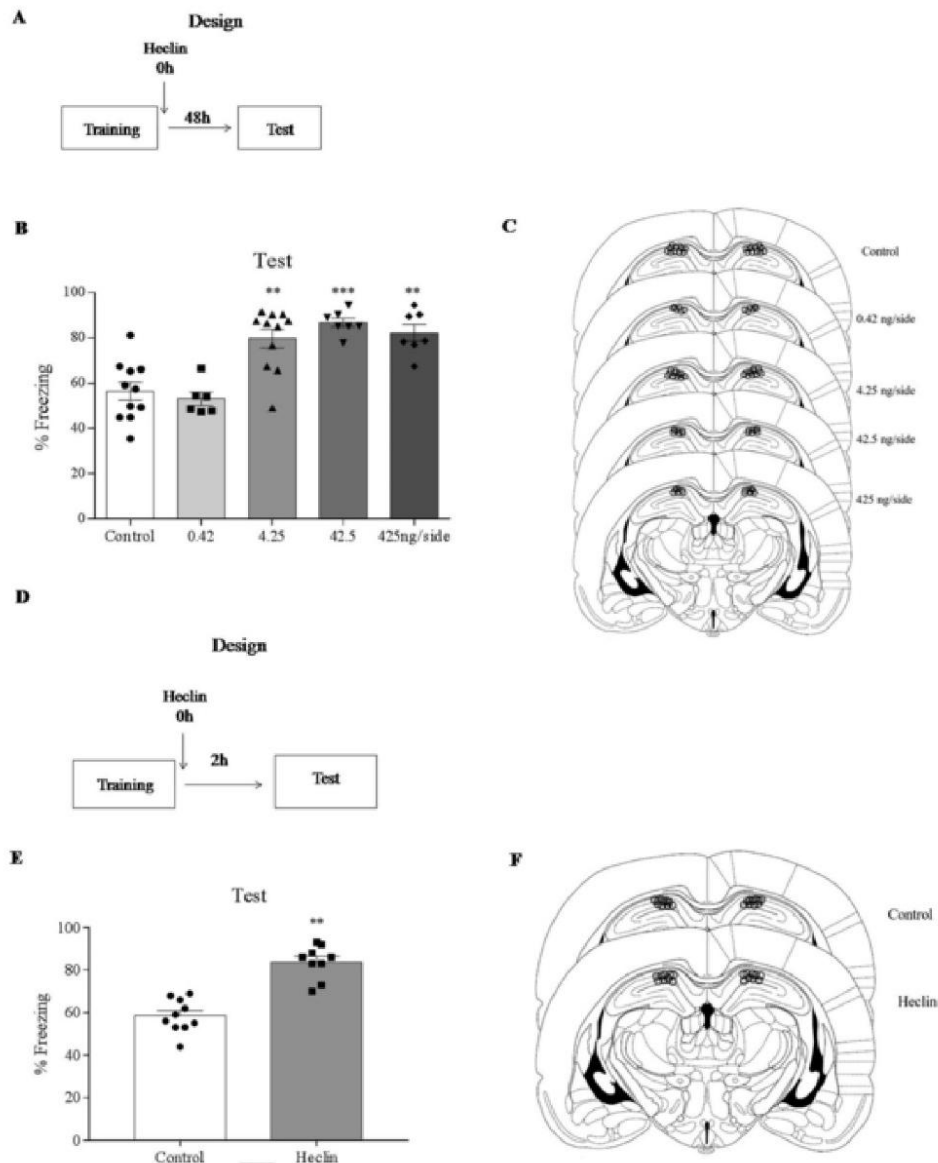 A
Design
Heclin
0h
Training
48h
Test
B
Test
% Freezing
100
80
60
40
20
0
**
***
**
Control
0.42
4.25
42.5
425ng/side
C
Control
0.42 ng/side
4.25 ng/side
42.5 ng/side
425 ng/side
D
Design
Heclin
0h
Training
2h
Test
E
Test
% Freezing
100
80
60
40
20
0
**
Control
Heclin
F
Control
Heclin